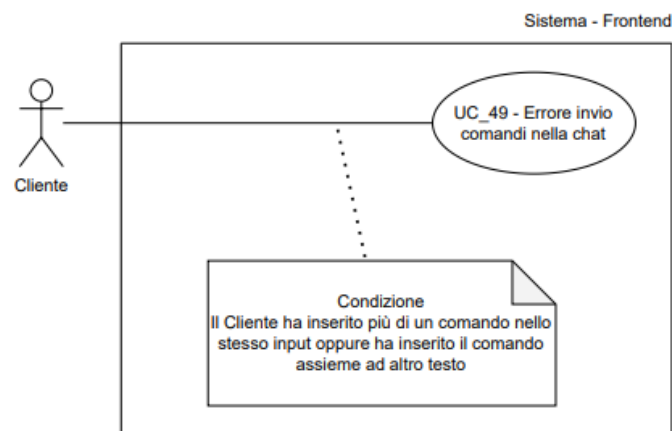 Sistema - Frontend
UC_49 - Errore invio
comandi nella chat
Cliente
Condizione
Il Cliente ha inserito più di un comando nello
stesso input oppure ha inserito il comando
assieme ad altro testo